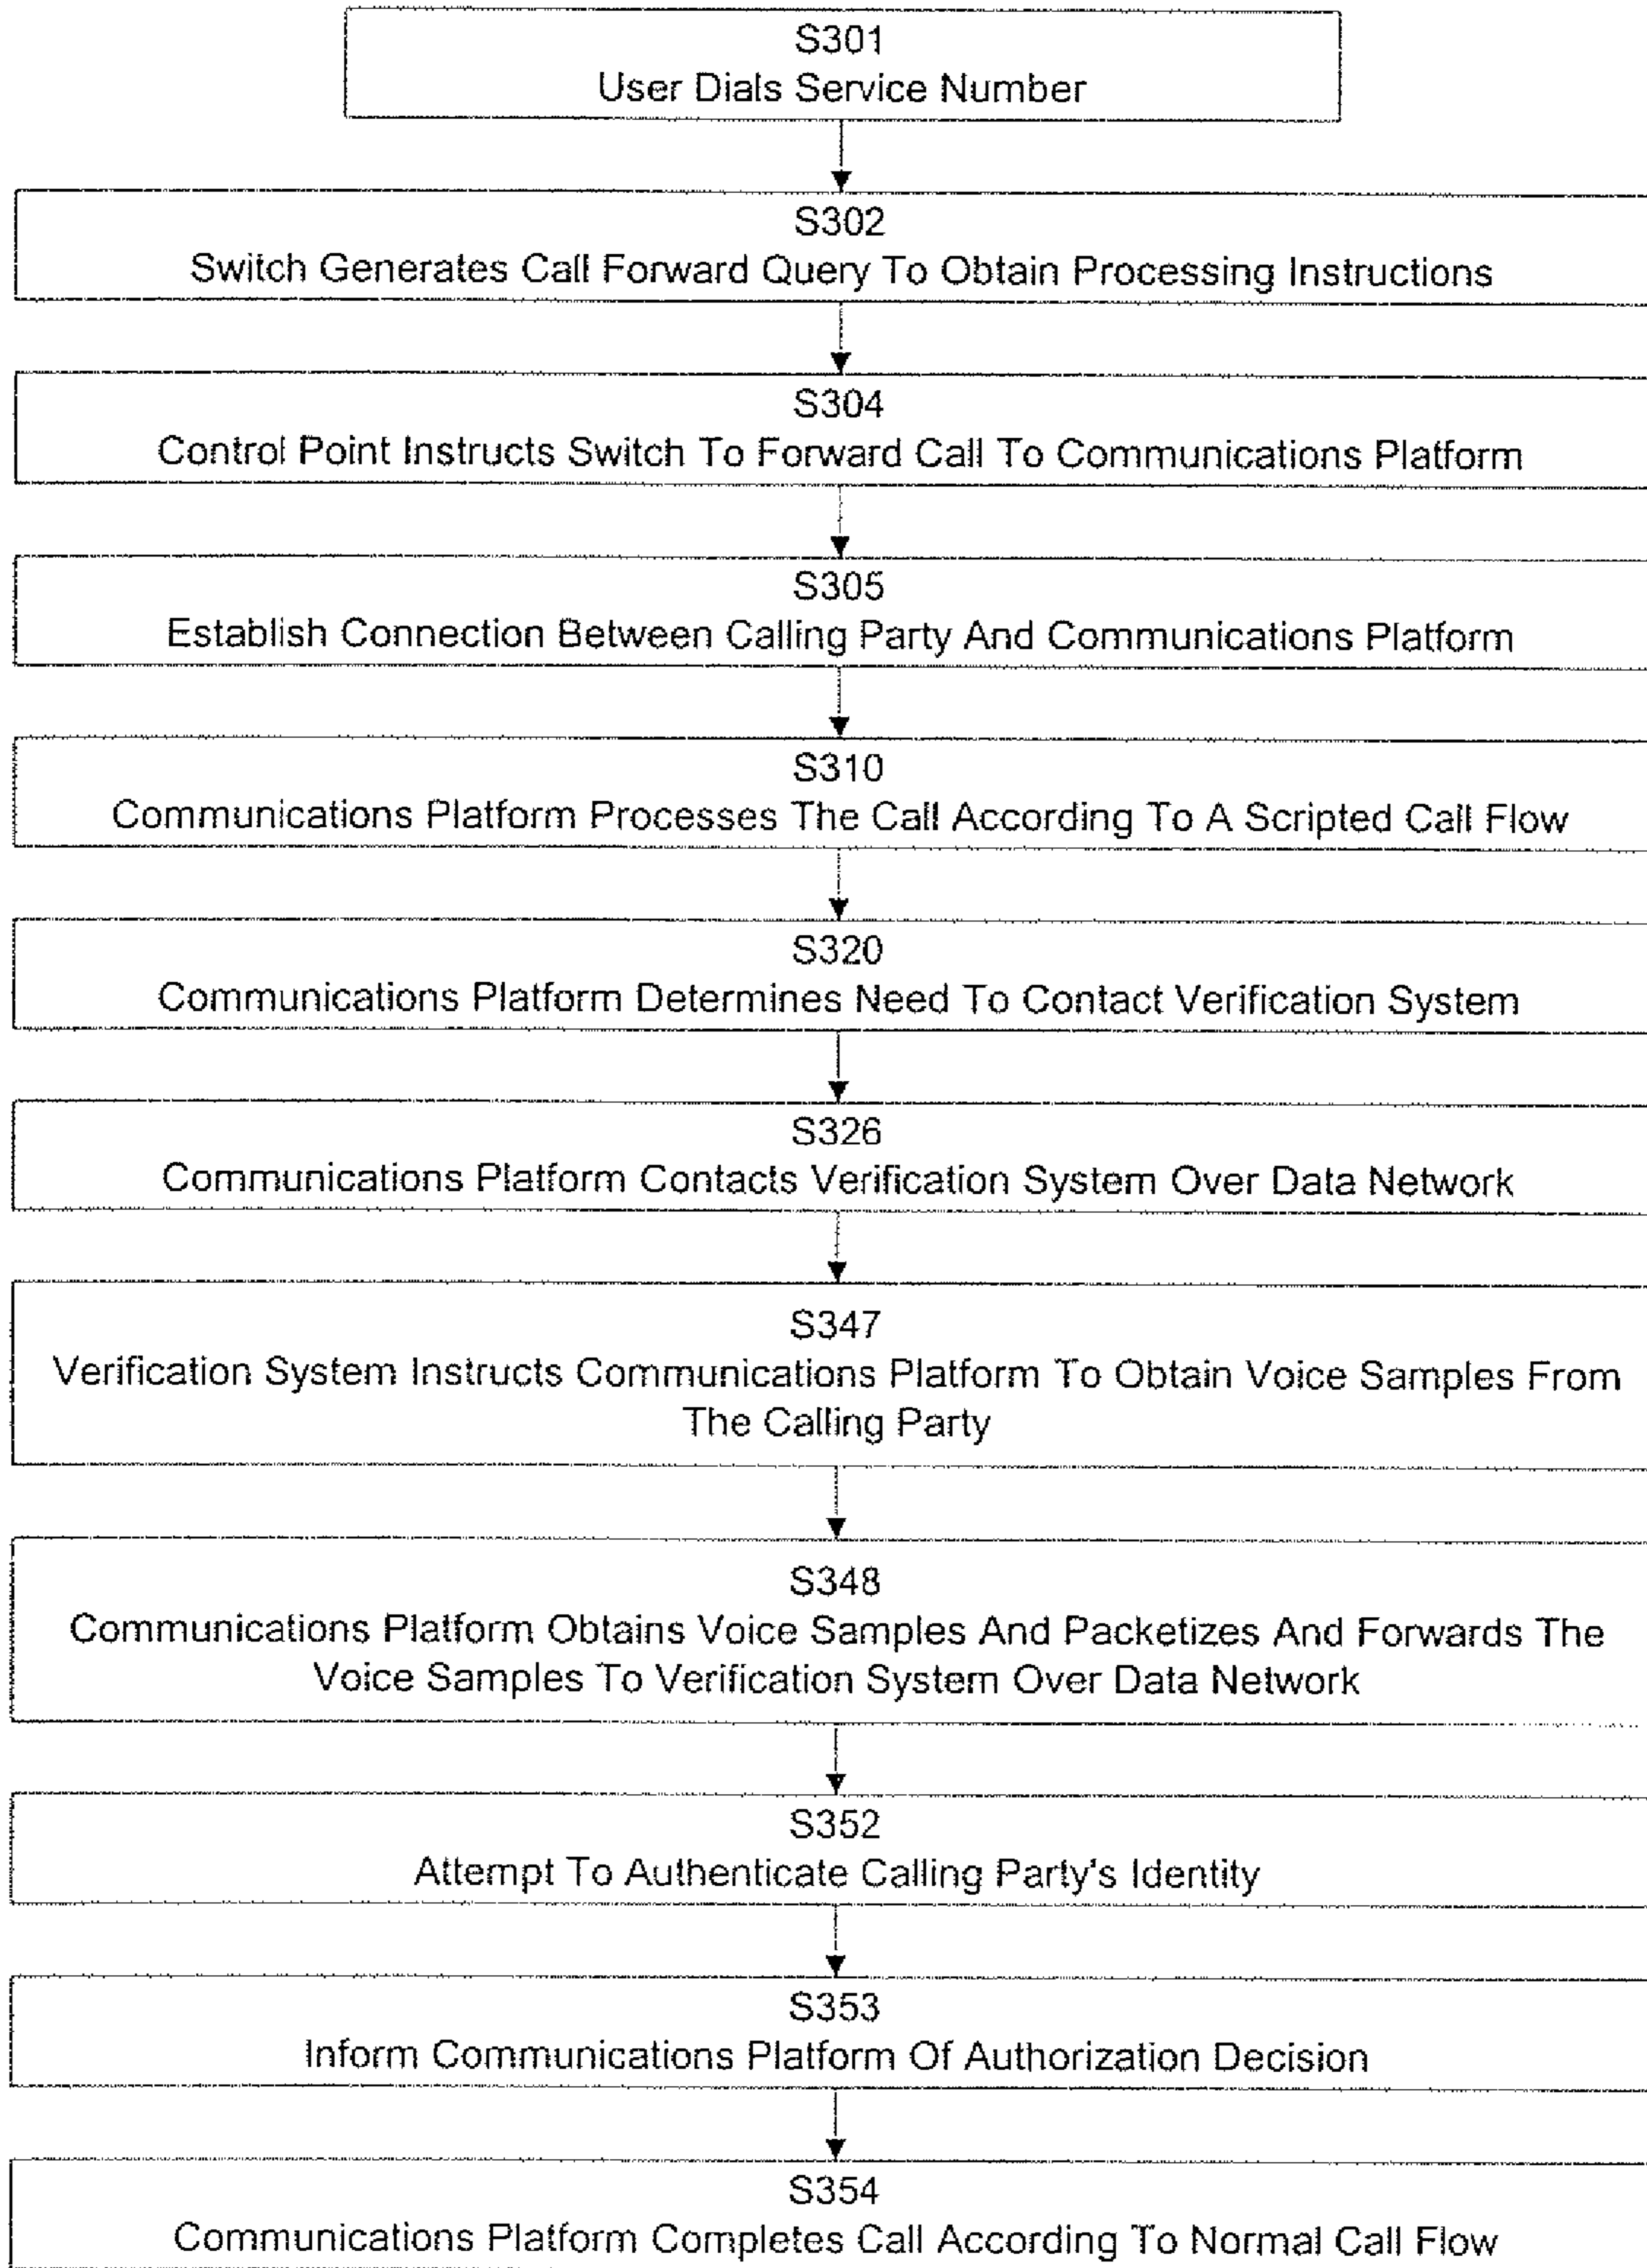 S301
User Dials Service Number
S302
Switch Generates Call Forward Query To Obtain Processing Instructions
S304
Control Point Instructs Switch To Forward Call To Communications Platform
S305
Establish Connection Between Calling Party And Communications Platform
S310
Communications Platform Processes The Call According To A Scripted Call Flow
S320
Communications Platform Determines Need To Contact Verification System
S326
Communications Platform Contacts Verification System Over Data Network
S347
Verification System Instructs Communications Platform To Obtain Voice Samples From
The Calling Party
S348
Communications Platform Obtains Voice Samples And Packetizes And Forwards The
Voice Samples To Verification System Over Data Network
S352
Attempt To Authenticate Calling Party's Identity
S353
Inform Communications Platform Of Authorization Decision
S354
Communications Platform Completes Call According To Normal Call Flow